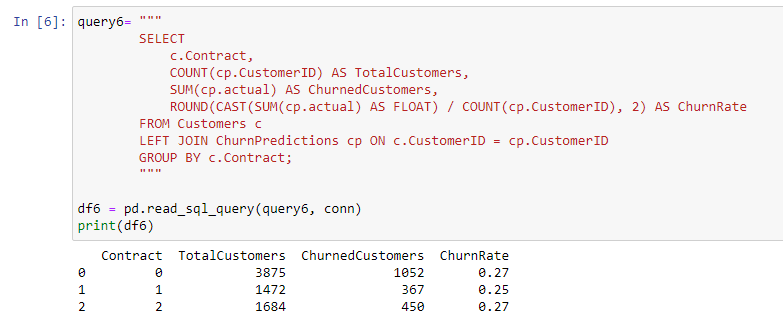 In [6]: query6= """
SELECT
c.Contract,
COUNT(cp.CustomerID) AS TotalCustomers,
SUM(cp.actual) AS ChurnedCustomers,
ROUND(CAST(SUM(cp.actual) AS FLOAT) / COUNT(cp.CustomerID), 2) AS ChurnRate
FROM Customers c
LEFT JOIN ChurnPredictions cp ON c.CustomerID = cp.CustomerID
GROUP BY c.Contract;
"""
df6 = pd.read_sql_query(query6, conn)
print(df6)
Contract TotalCustomers ChurnedCustomers ChurnRate
0 0 3875 1052 0.27
1 1 1472 367 0.25
2 2 1684 450 0.27